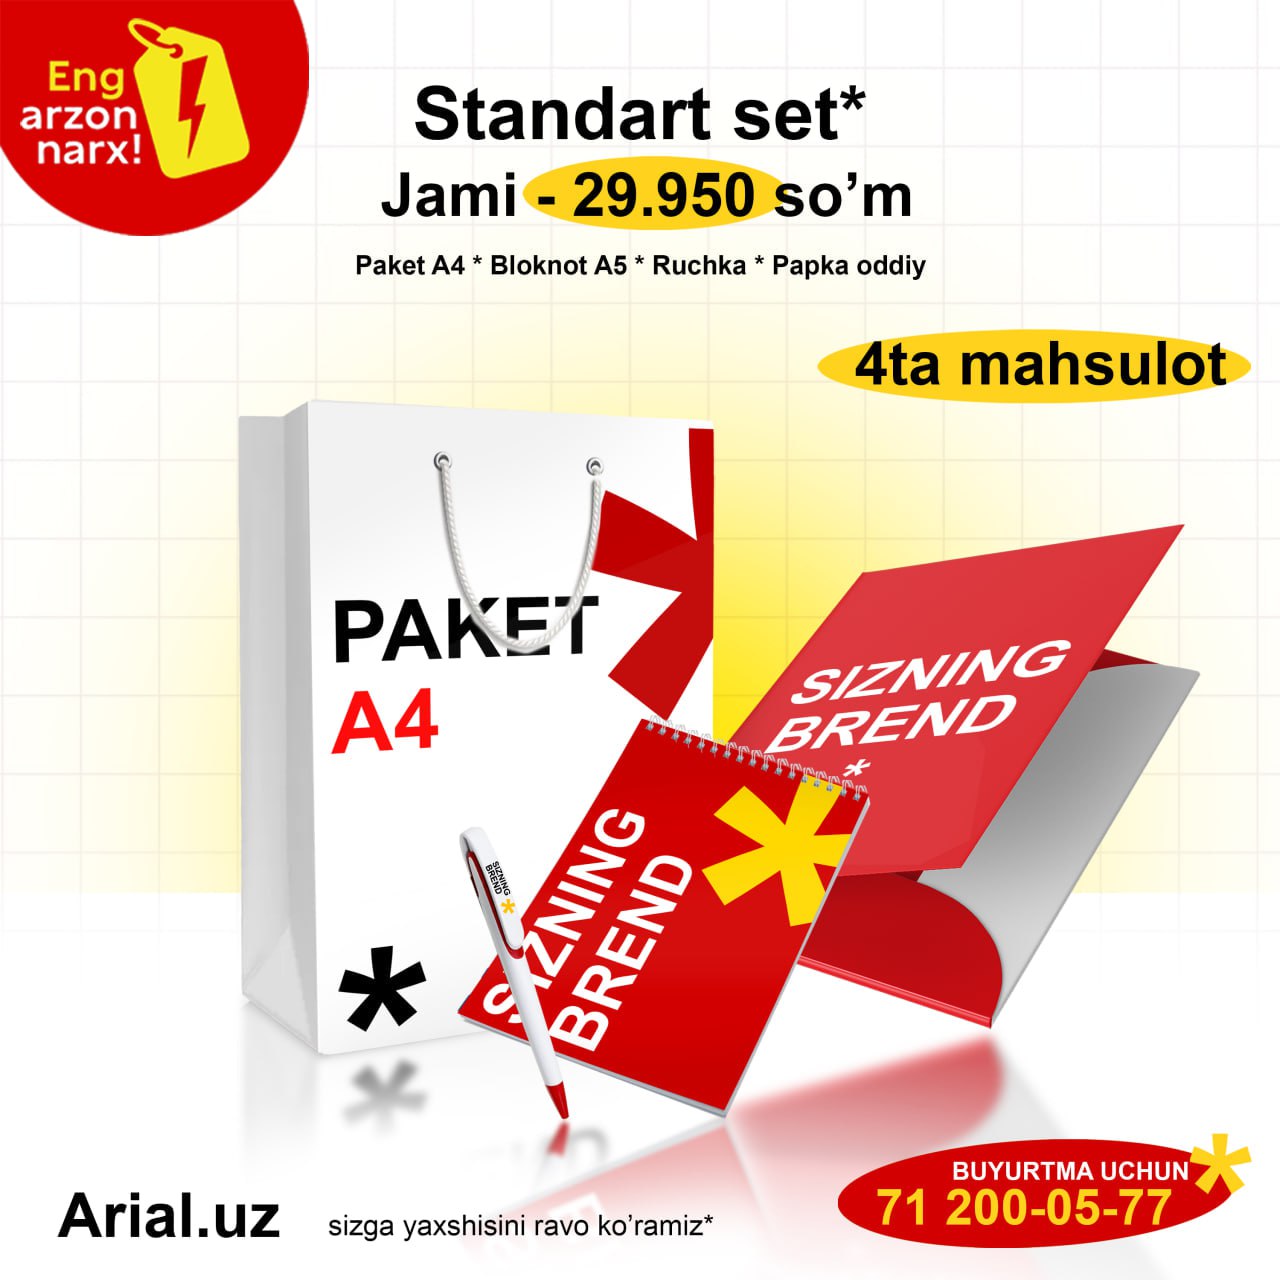 Eng
arzon
narx!
Standart set*
Jami - 29.950 so’m
Paket A4 * Bloknot A5 * Ruchka * Papka oddiy
4ta mahsulot
PAKET
A4
*
SIZNING
BREND
*
SIZNING
BREND
SIZNING
BREND
BUYURTMA UCHUN
71 200-05-77
Arial.uz
sizga yaxshisini ravo ko’ramiz*